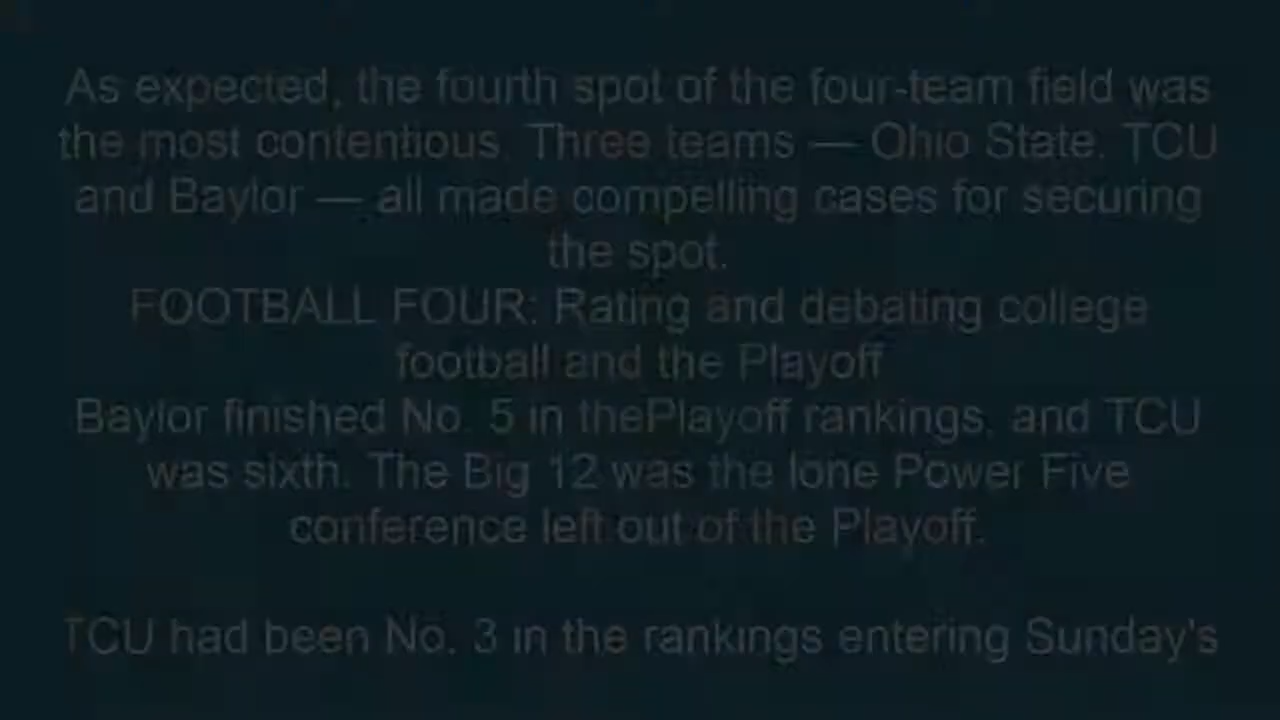 As expected, the fourth spot of the four-team field was
the most contentious. Three teams — Ohio State, TCU
and Baylor — all made compelling cases for securing
the spot.
FOOTBALL FOUR: Rating and debating college
football and the Playoff
Baylor finished No. 5 in thePlayoff rankings, and TCU
was sixth. The Big 12 was the lone Power Five
conference left out of the Playoff.
TCU had been No. 3 in the rankings entering Sunday's